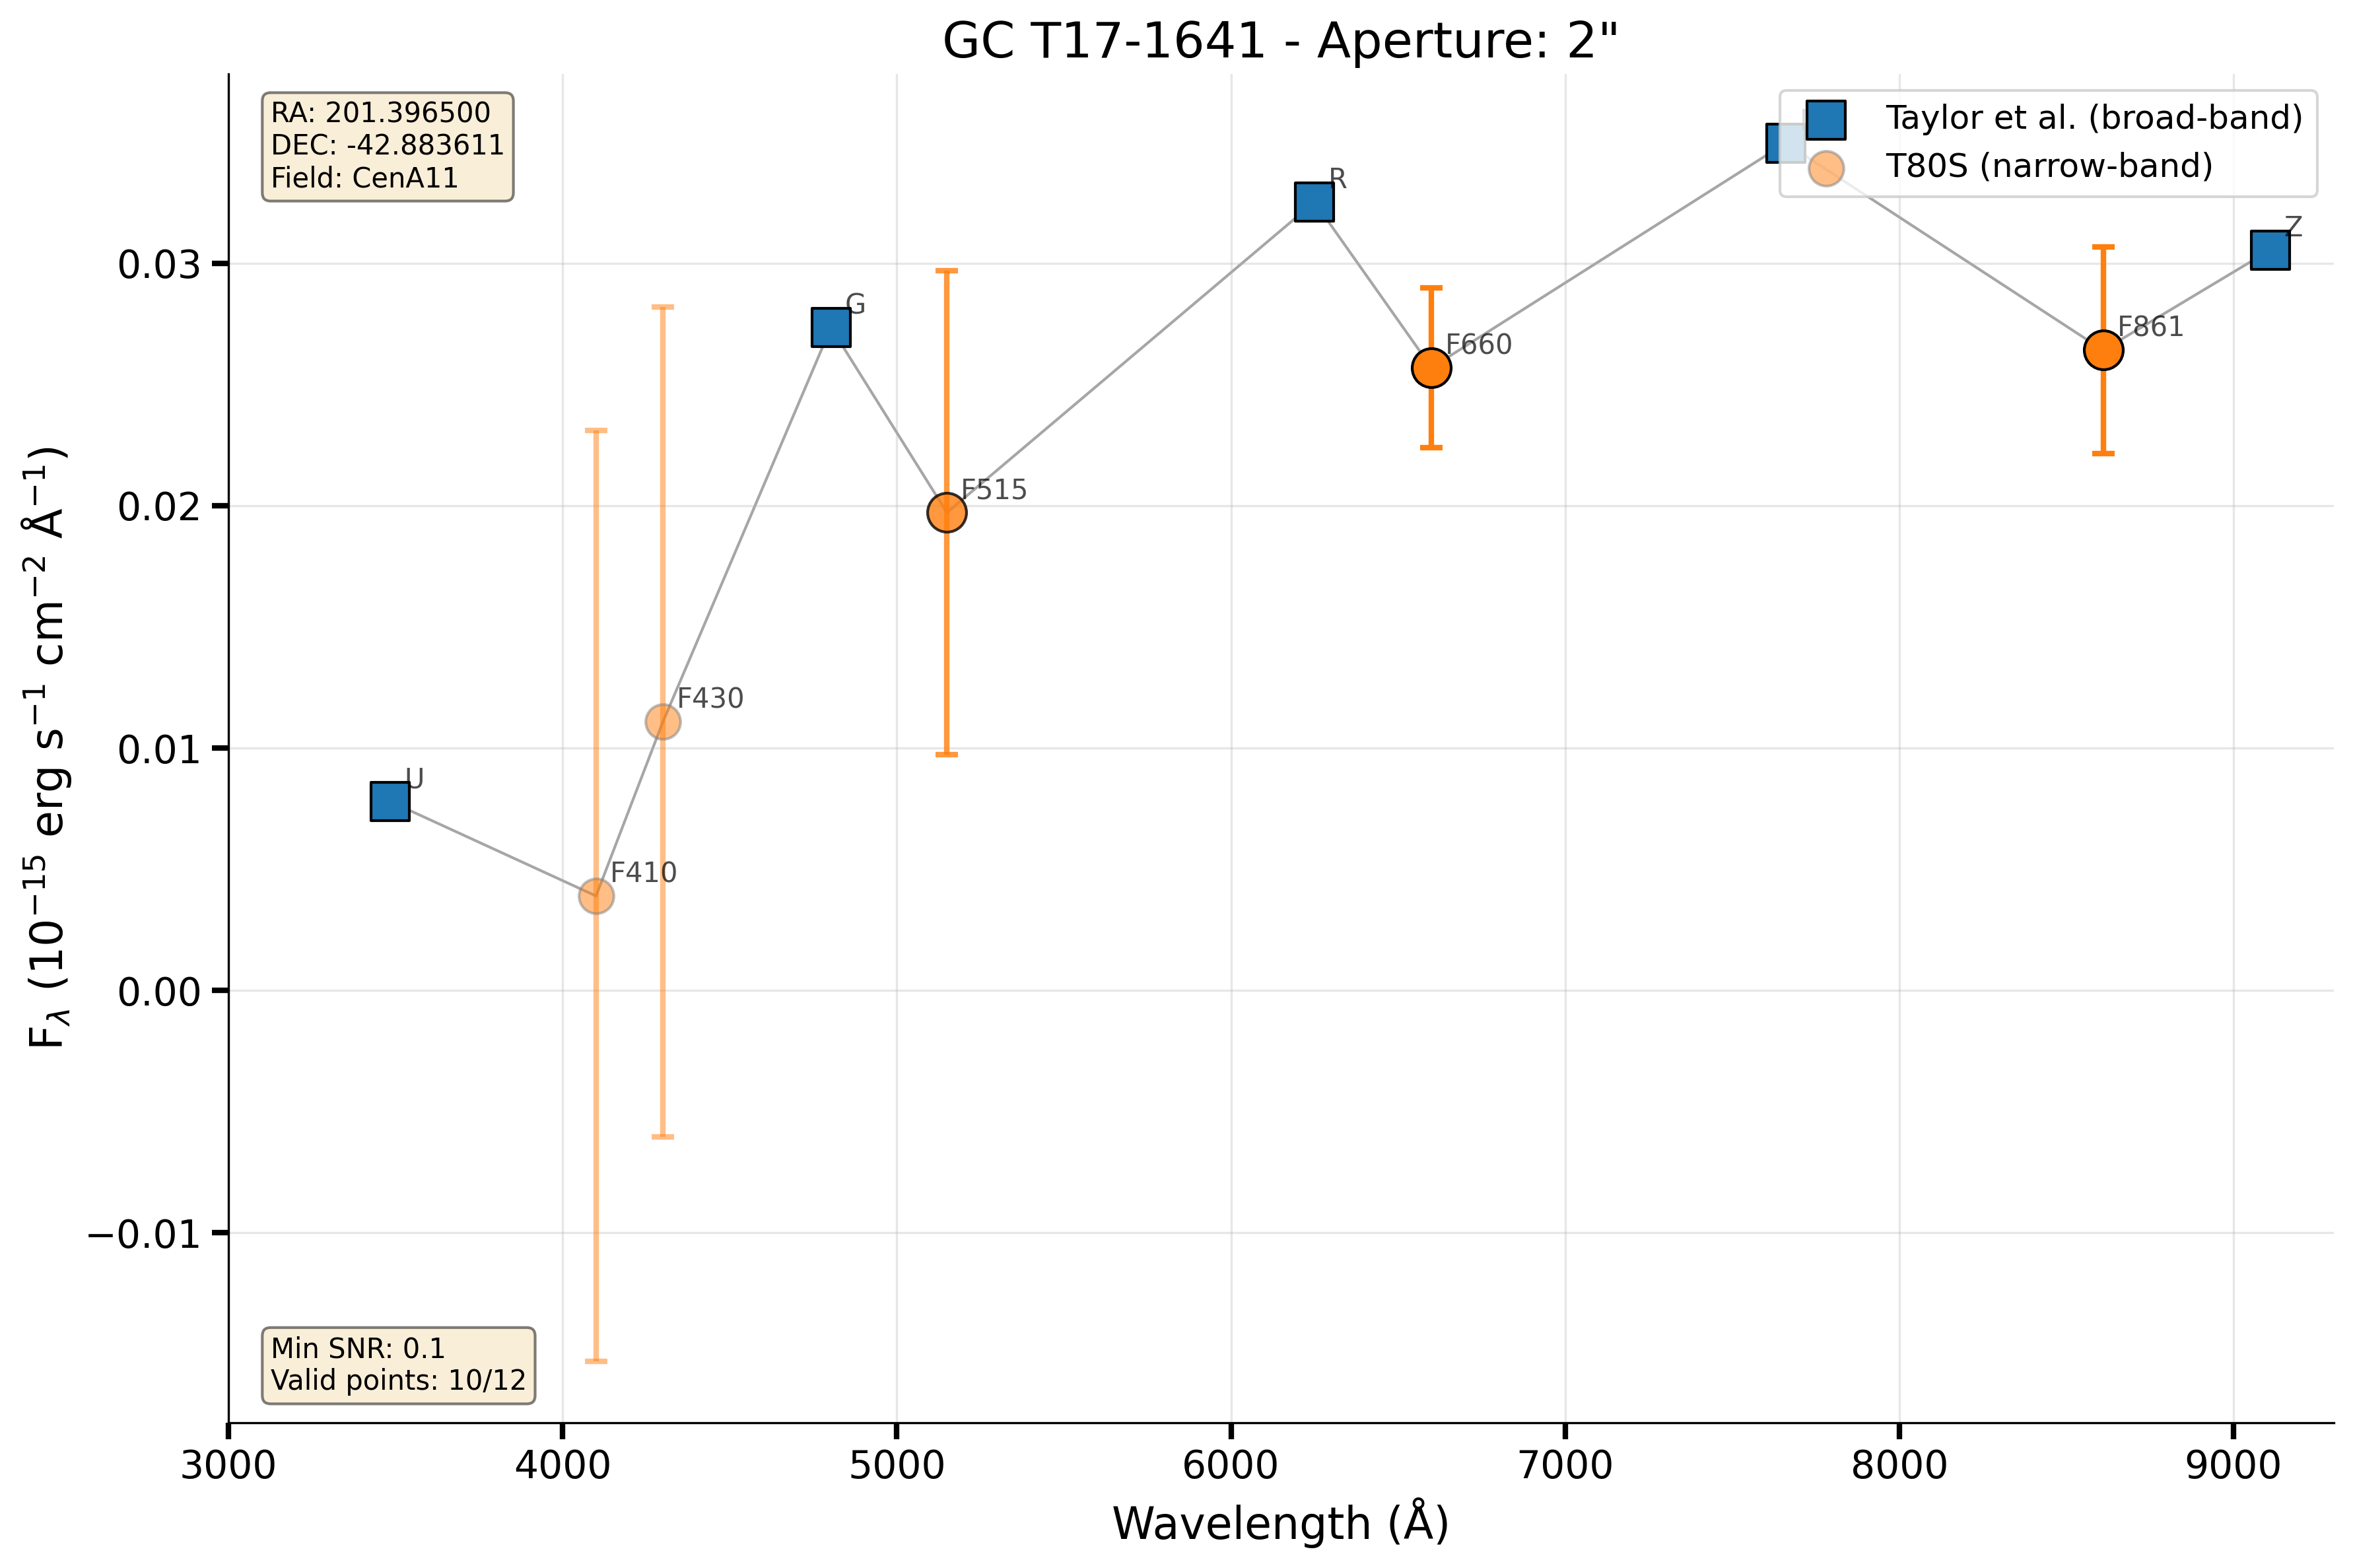 GC T17-1641 - Aperture: 2"
RA: 201.396500
DEC: -42.883611
Field: CenA11
Taylor et al. (broad-band)
T80S (narrow-band)
R
Z
G
F861
F660
F515
F430
U
F410
0.03
0.02
0.01
0.00
−0.01
F_λ (10⁻¹⁵ erg s⁻¹ cm⁻² Å⁻¹)
Min SNR: 0.1
Valid points: 10/12
3000 4000 5000 6000 7000 8000 9000
Wavelength (Å)